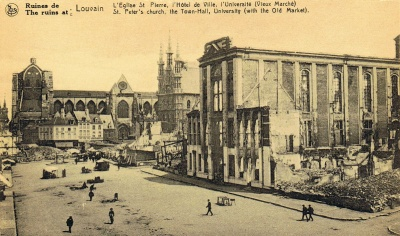 Ruines de
The ruins at : Louvain
L'Eglise St Pierre, l'Hôtel de Ville, l'Université (Vieux Marché)
St. Peter's church, the Town-Hall, University (with the Old Market).